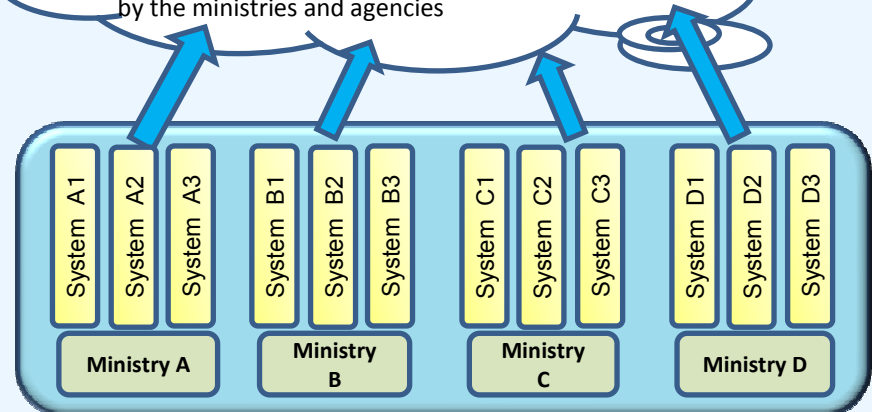 by the ministries and agencies
System A1
System A2
System A3
System B1
System B2
System B3
System C1
System C2
System C3
System D1
System D2
System D3
Ministry A
Ministry
B
Ministry
C
Ministry D